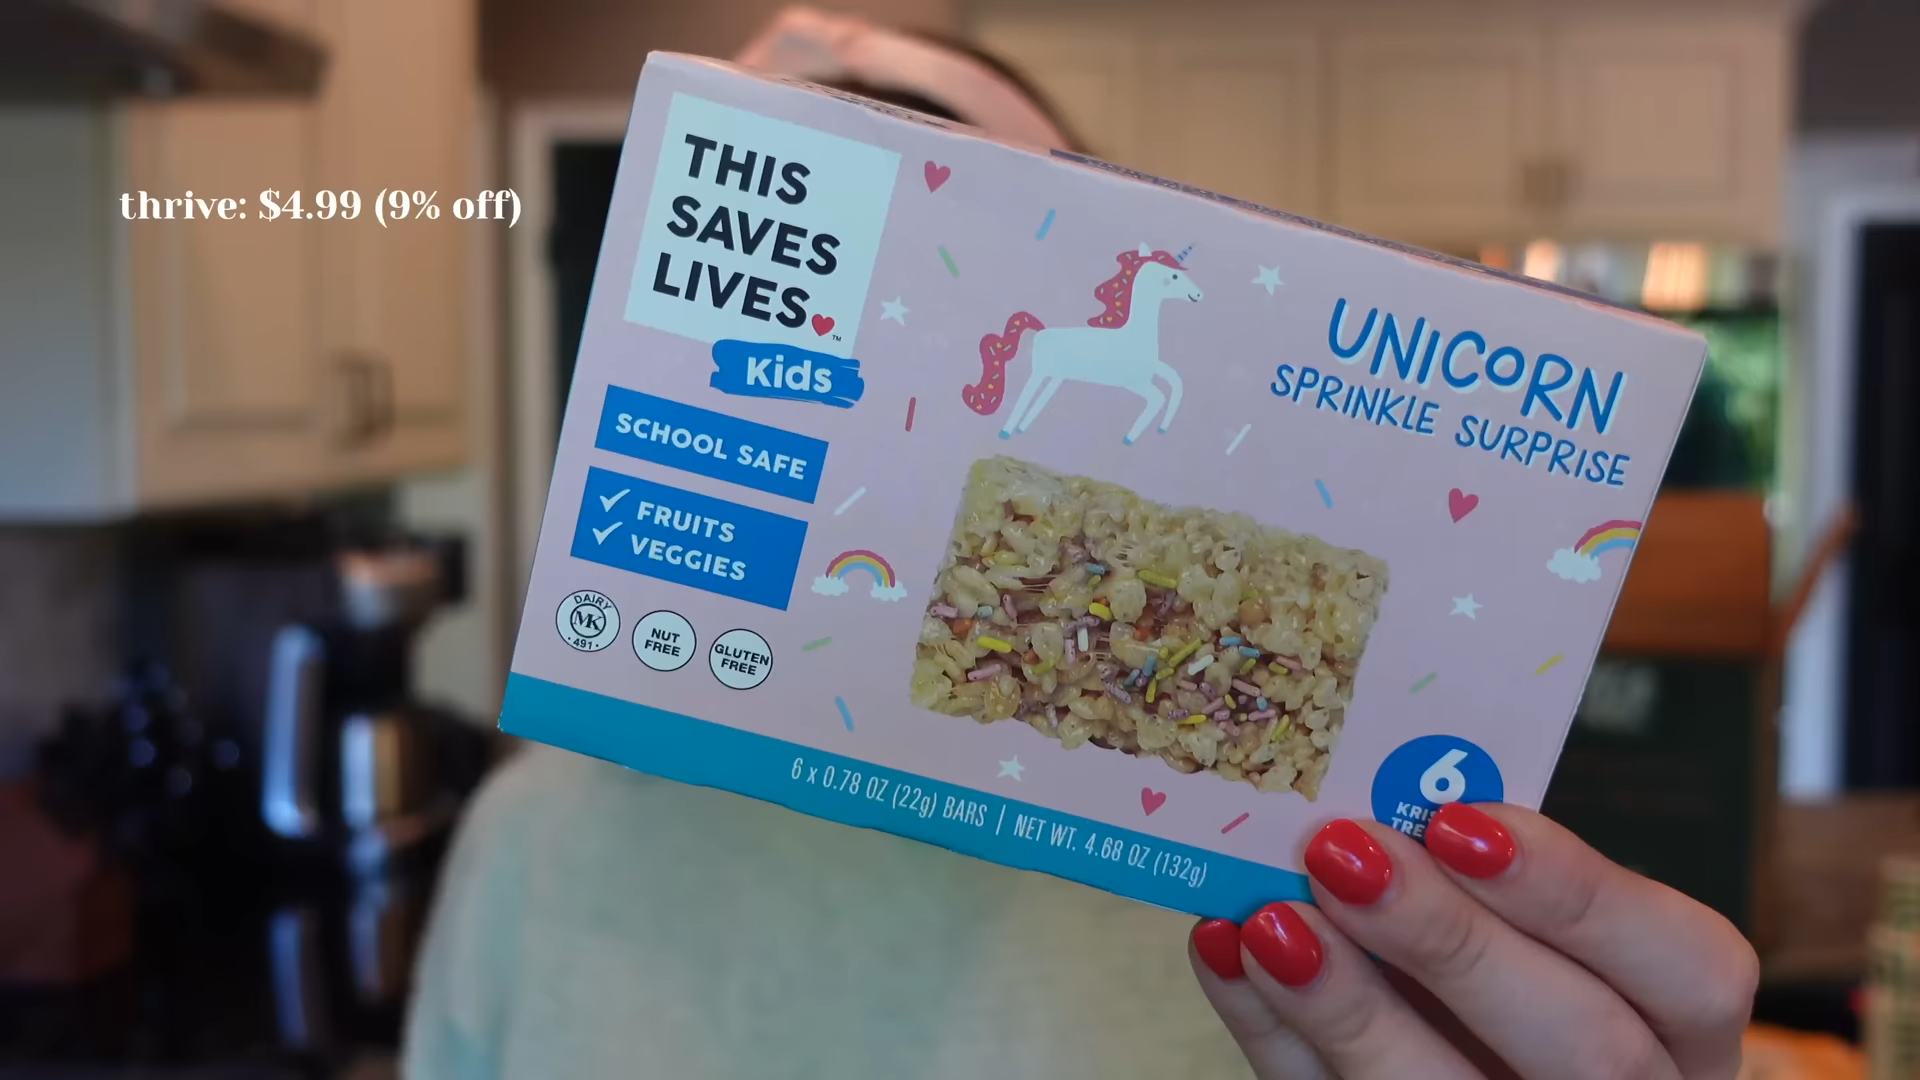 thrive: $4.99 (9% off)
THIS
SAVES
LIVES
™
Kids
SCHOOL SAFE
✓ FRUITS
✓ VEGGIES
DAIRY
MK
·491·
NUT
FREE
GLUTEN
FREE
UNICORN
SPRINKLE SURPRISE
6
6 x 0.78 OZ (22g) BARS | NET WT. 4.68 OZ (132g)